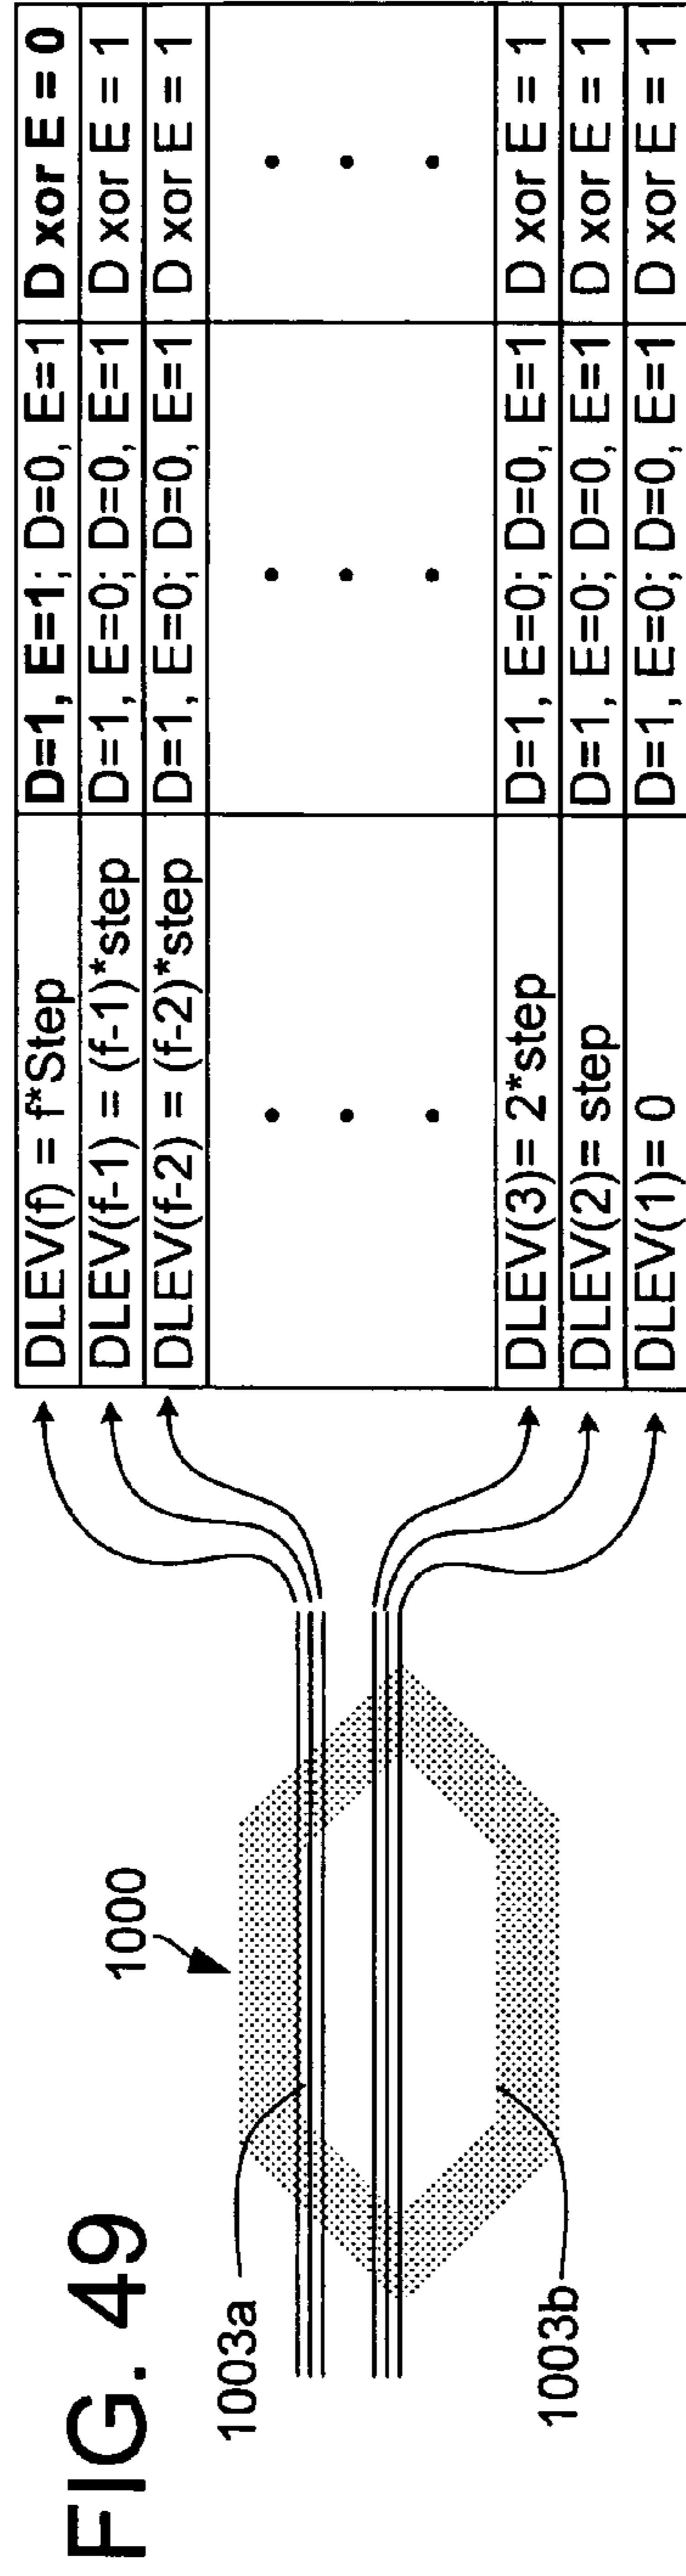 FIG. 49
1000
1003a
1003b
DLEV(f) = f*Step D=1, E=1; D=0, E=1 D xor E = 0
DLEV(f-1) = (f-1)*step D=1, E=0; D=0, E=1 D xor E = 1
DLEV(f-2) = (f-2)*step D=1, E=0; D=0, E=1 D xor E = 1
DLEV(3)= 2*step D=1, E=0; D=0, E=1 D xor E = 1
DLEV(2)= step D=1, E=0; D=0, E=1 D xor E = 1
DLEV(1)= 0 D=1, E=0; D=0, E=1 D xor E = 1